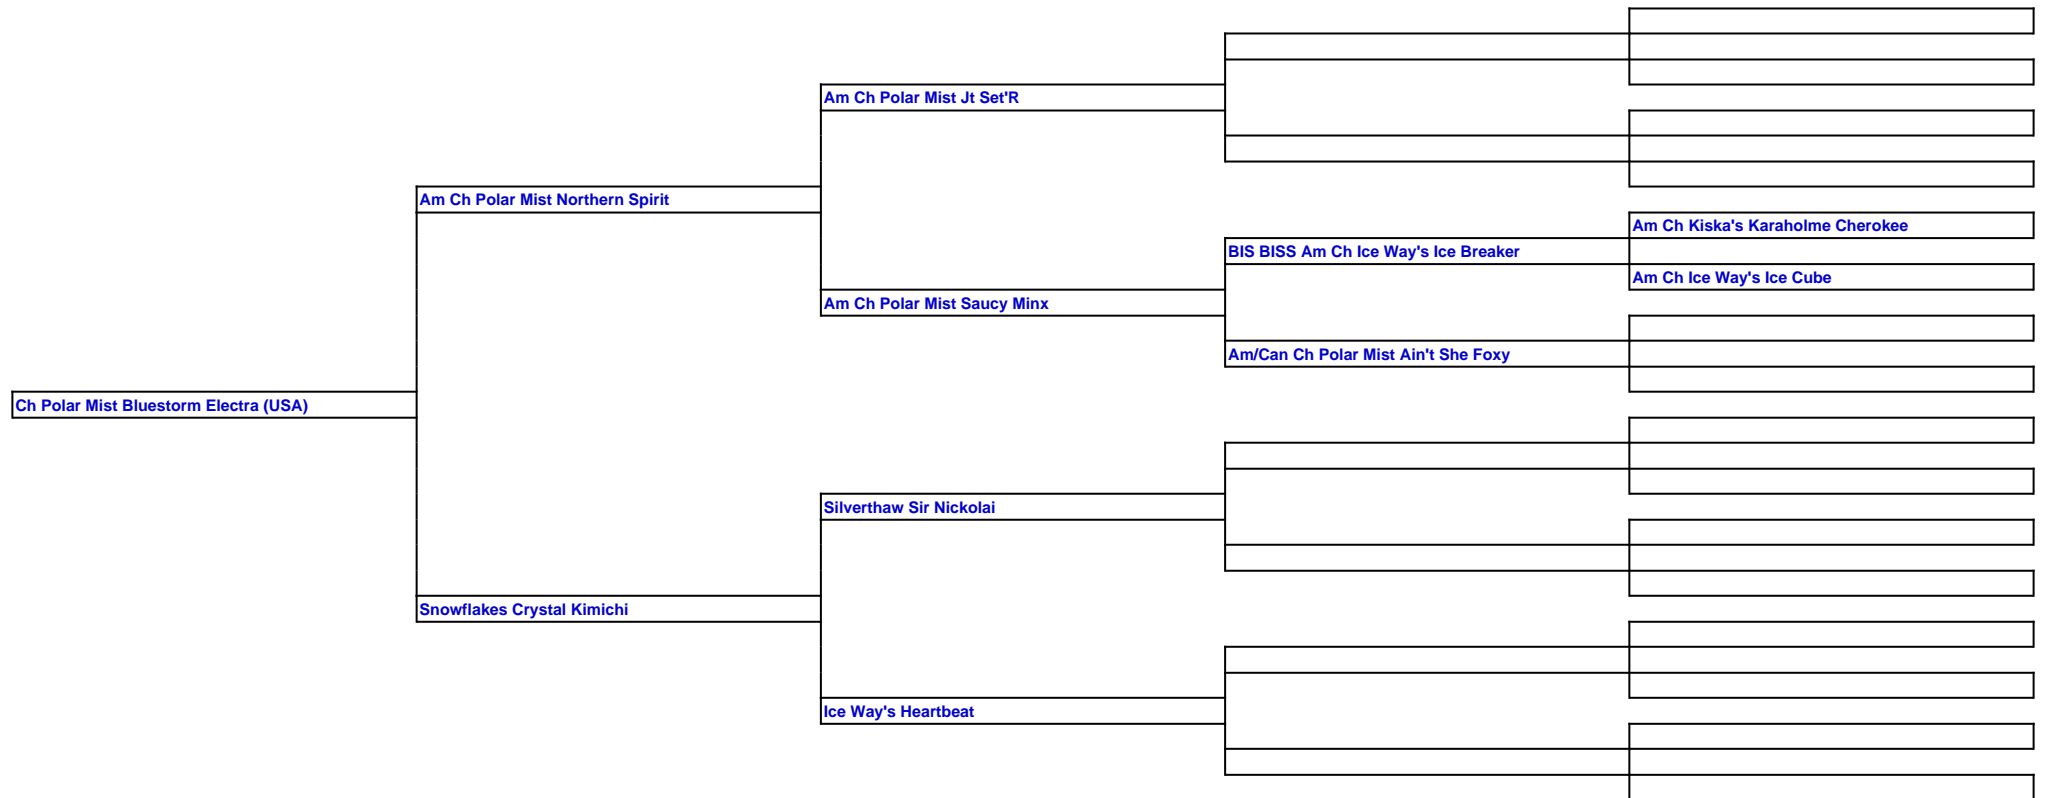 Am Ch Polar Mist Jt Set'R
Am Ch Polar Mist Northern Spirit
Am Ch Kiska's Karaholme Cherokee
BIS BISS Am Ch Ice Way's Ice Breaker
Am Ch Ice Way's Ice Cube
Am Ch Polar Mist Saucy Minx
Am/Can Ch Polar Mist Ain't She Foxy
Ch Polar Mist Bluestorm Electra (USA)
Silverthaw Sir Nickolai
Snowflakes Crystal Kimichi
Ice Way's Heartbeat